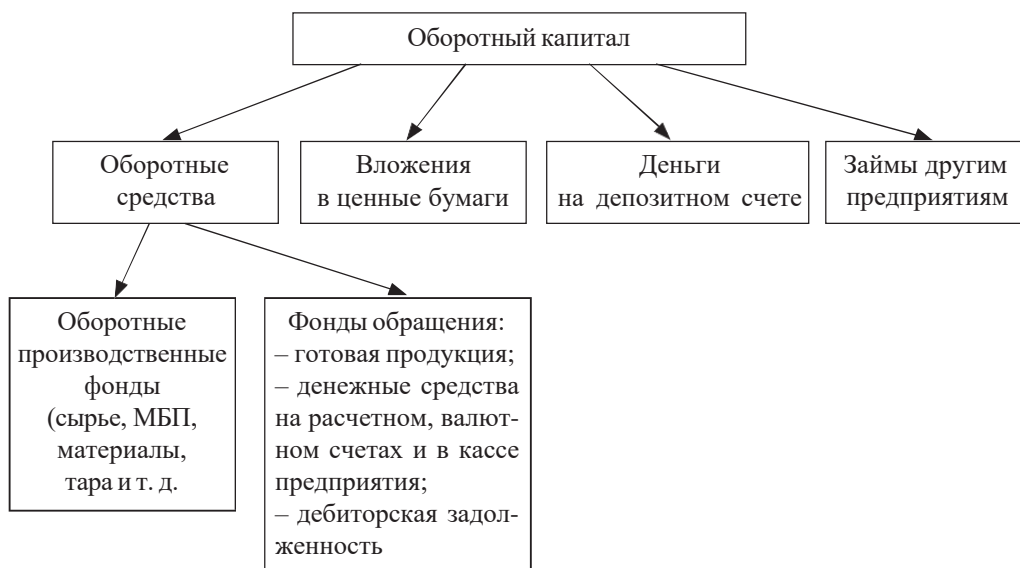 Оборотный капитал
Оборотные
средства
Вложения
в ценные бумаги
Деньги
на депозитном счете
Займы другим
предприятиям
Оборотные
производственные
фонды
(сырье, МБП,
материалы,
тара и т. д.
Фонды обращения:
– готовая продукция;
– денежные средства
на расчетном, валют-
ном счетах и в кассе
предприятия;
– дебиторская задол-
женность